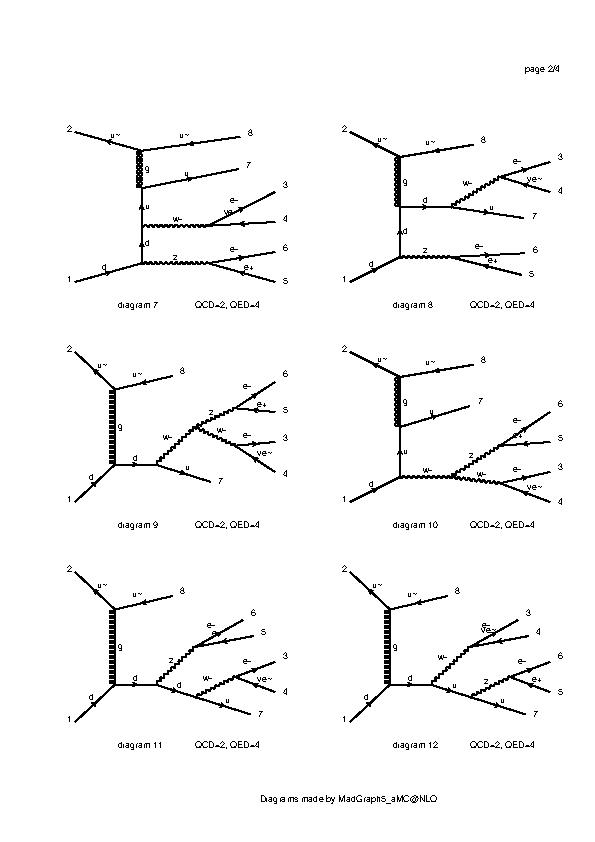 page 2/4
2 u~ u~ 8
g u 7
u e- 3
w- ve~ 4
d e- 6
z
1 d e+ 5
diagram 7 QCD=2, QED=4
2 u~ u~ 8
g e- 3
w- ve~ 4
d u 7
d e- 6
z
1 d e+ 5
diagram 8 QCD=2, QED=4
2 u~ u~ 8
g e- 6
z e+ 5
w- w- e- 3
d ve~ 4
1 d u 7
diagram 9 QCD=2, QED=4
2 u~ u~ 8
g u 7
e- 6
u z e+ 5
w- w- e- 3
1 d ve~ 4
diagram 10 QCD=2, QED=4
2 u~ u~ 8
g e- 6
e+ 5
z e- 3
d d w- ve~ 4
1 d u 7
diagram 11 QCD=2, QED=4
2 u~ u~ 8
g e- 3
ve~ 4
w- e- 6
d u z e+ 5
1 d u 7
diagram 12 QCD=2, QED=4
Diagrams made by MadGraph5_aMC@NLO